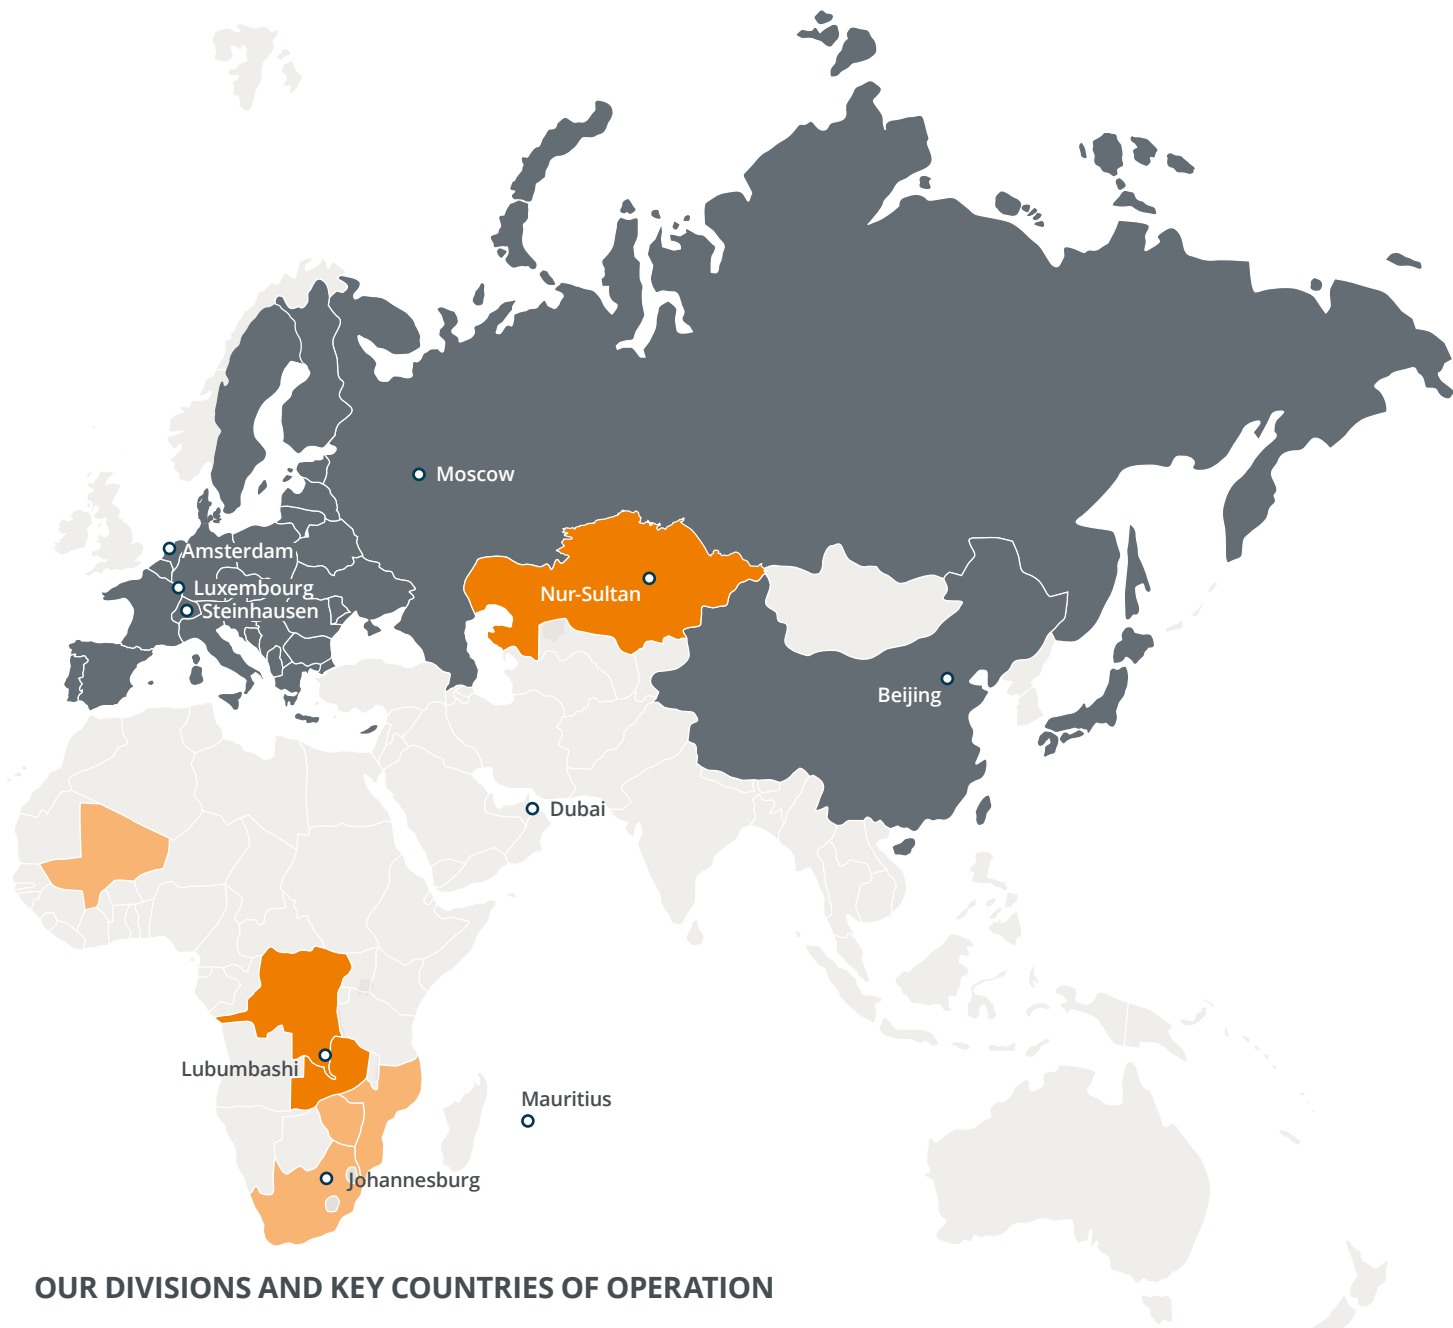 Moscow
Amsterdam
Luxembourg
Nur-Sultan
Steinhausen
Beijing
Dubai
Lubumbashi
Mauritius
Johannesburg
OUR DIVISIONS AND KEY COUNTRIES OF OPERATION